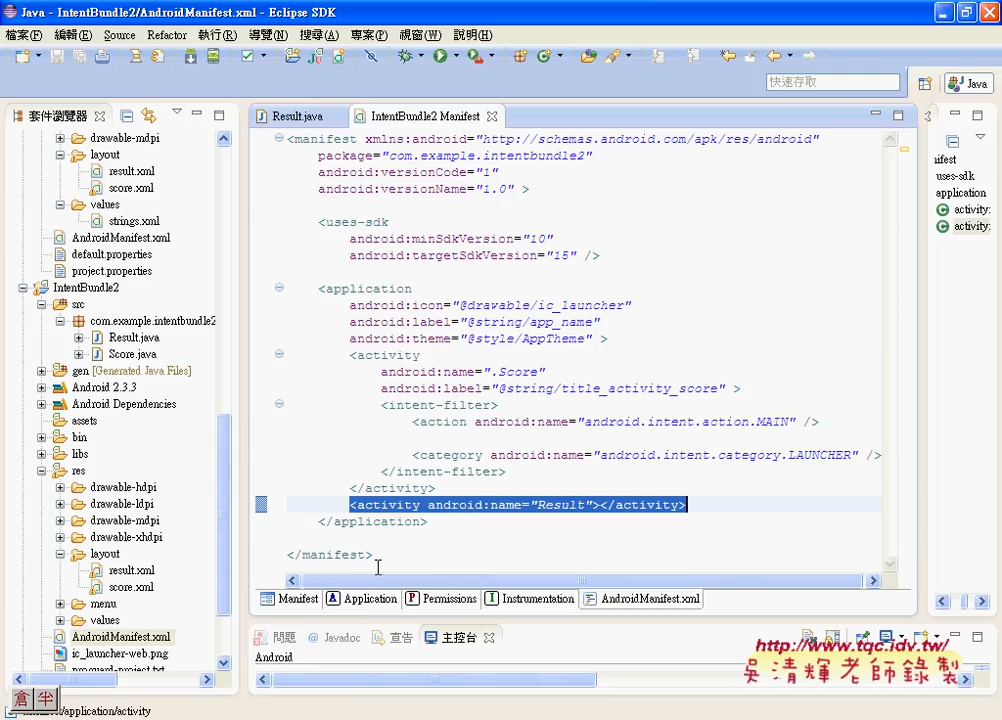 Java - IntentBundle2/AndroidManifest.xml - Eclipse SDK
檔案(F) 編輯(E) Source Refactor 執行(R) 導覽(N) 搜尋(A) 專案(P) 視窗(W) 說明(H)
快速存取
Java
套件瀏覽器
drawable-mdpi
layout
result.xml
score.xml
values
strings.xml
AndroidManifest.xml
default.properties
project.properties
IntentBundle2
src
com.example.intentbundle2
Result.java
Score.java
gen [Generated Java Files]
Android 2.3.3
Android Dependencies
assets
bin
libs
res
drawable-hdpi
drawable-ldpi
drawable-mdpi
drawable-xhdpi
layout
result.xml
score.xml
menu
values
AndroidManifest.xml
ic_launcher-web.png
proguard-project.txt
Result.java IntentBundle2 Manifest
<manifest xmlns:android="http://schemas.android.com/apk/res/android"
package="com.example.intentbundle2"
android:versionCode="1"
android:versionName="1.0" >
<uses-sdk
android:minSdkVersion="10"
android:targetSdkVersion="15" />
<application
android:icon="@drawable/ic_launcher"
android:label="@string/app_name"
android:theme="@style/AppTheme" >
<activity
android:name=".Score"
android:label="@string/title_activity_score" >
<intent-filter>
<action android:name="android.intent.action.MAIN" />
<category android:name="android.intent.category.LAUNCHER" />
</intent-filter>
</activity>
<activity android:name="Result"></activity>
</application>
</manifest>
Manifest Application Permissions Instrumentation AndroidManifest.xml
問題 Javadoc 宣告 主控台
Android
ifest
uses-sdk
application
activity:
activity:
http://www.tqc.idv.tw/
吳清輝老師錄製
倉 半
/application/activity